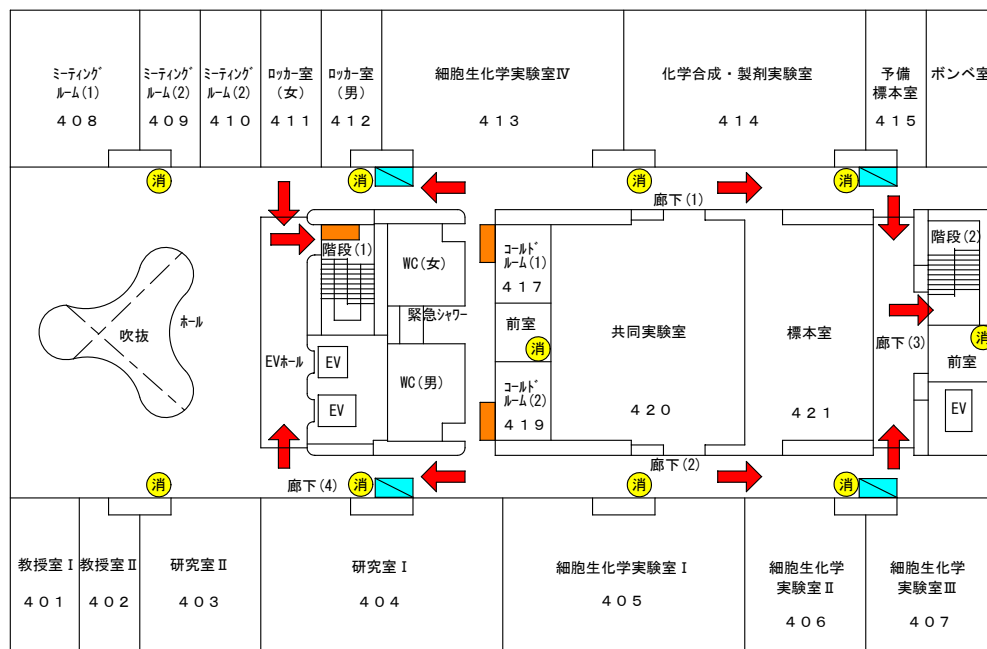 ﾐｰﾃｨﾝｸﾞ
ﾙｰﾑ(1)
４０８
ﾐｰﾃｨﾝｸﾞ
ﾙｰﾑ(2)
４０９
ﾐｰﾃｨﾝｸﾞ
ﾙｰﾑ(2)
４１０
ﾛｯｶｰ室
(女)
４１１
ﾛｯｶｰ室
(男)
４１２
細胞生化学実験室Ⅳ
４１３
化学合成・製剤実験室
４１４
予備
標本室
４１５
ボンベ室
消
消
消
消
廊下(1)
階段(1)
WC(女)
緊急ｼｬﾜｰ
WC(男)
EV
EV
EVﾎｰﾙ
吹抜
ﾎｰﾙ
ｺｰﾙﾄﾞ
ﾙｰﾑ(1)
４１７
前室
消
ｺｰﾙﾄﾞ
ﾙｰﾑ(2)
４１９
共同実験室
４２０
標本室
４２１
階段(2)
廊下(3)
消
前室
EV
廊下(2)
廊下(4)
消
消
消
消
教授室Ⅰ
４０１
教授室Ⅱ
４０２
研究室Ⅱ
４０３
研究室Ⅰ
４０４
細胞生化学実験室Ⅰ
４０５
細胞生化学
実験室Ⅱ
４０６
細胞生化学
実験室Ⅲ
４０７